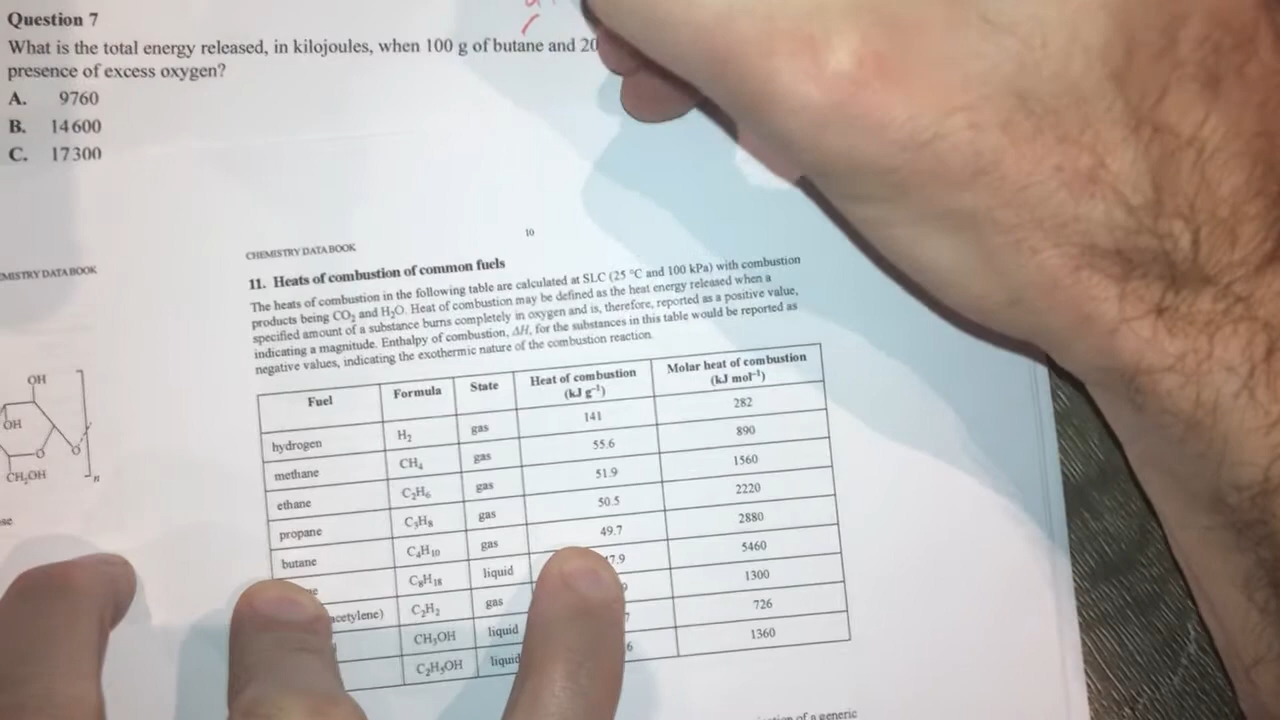 Question 7
What is the total energy released, in kilojoules, when 100 g of butane and 20
presence of excess oxygen?
A. 9760
B. 14600
C. 17300
10
CHEMISTRY DATA BOOK
11. Heats of combustion of common fuels
The heats of combustion in the following table are calculated at SLC (25 °C and 100 kPa) with combustion
products being CO₂ and H₂O. Heat of combustion may be defined as the heat energy released when a
specified amount of a substance burns completely in oxygen and is, therefore, reported as a positive value,
indicating a magnitude. Enthalpy of combustion, ΔH, for the substances in this table would be reported as
negative values, indicating the exothermic nature of the combustion reaction.
Fuel Formula State Heat of combustion (kJ g⁻¹) Molar heat of combustion (kJ mol⁻¹)
hydrogen H₂ gas 141 282
methane CH₄ gas 55.6 890
ethane C₂H₆ gas 51.9 1560
propane C₃H₈ gas 50.5 2220
butane C₄H₁₀ gas 49.7 2880
C₈H₁₈ liquid 5460
C₂H₂ gas 1300
CH₃OH liquid 726
C₂H₅OH liquid 1360
DATA BOOK
OH
OH
O
O
CH₂OH
n
of a generic